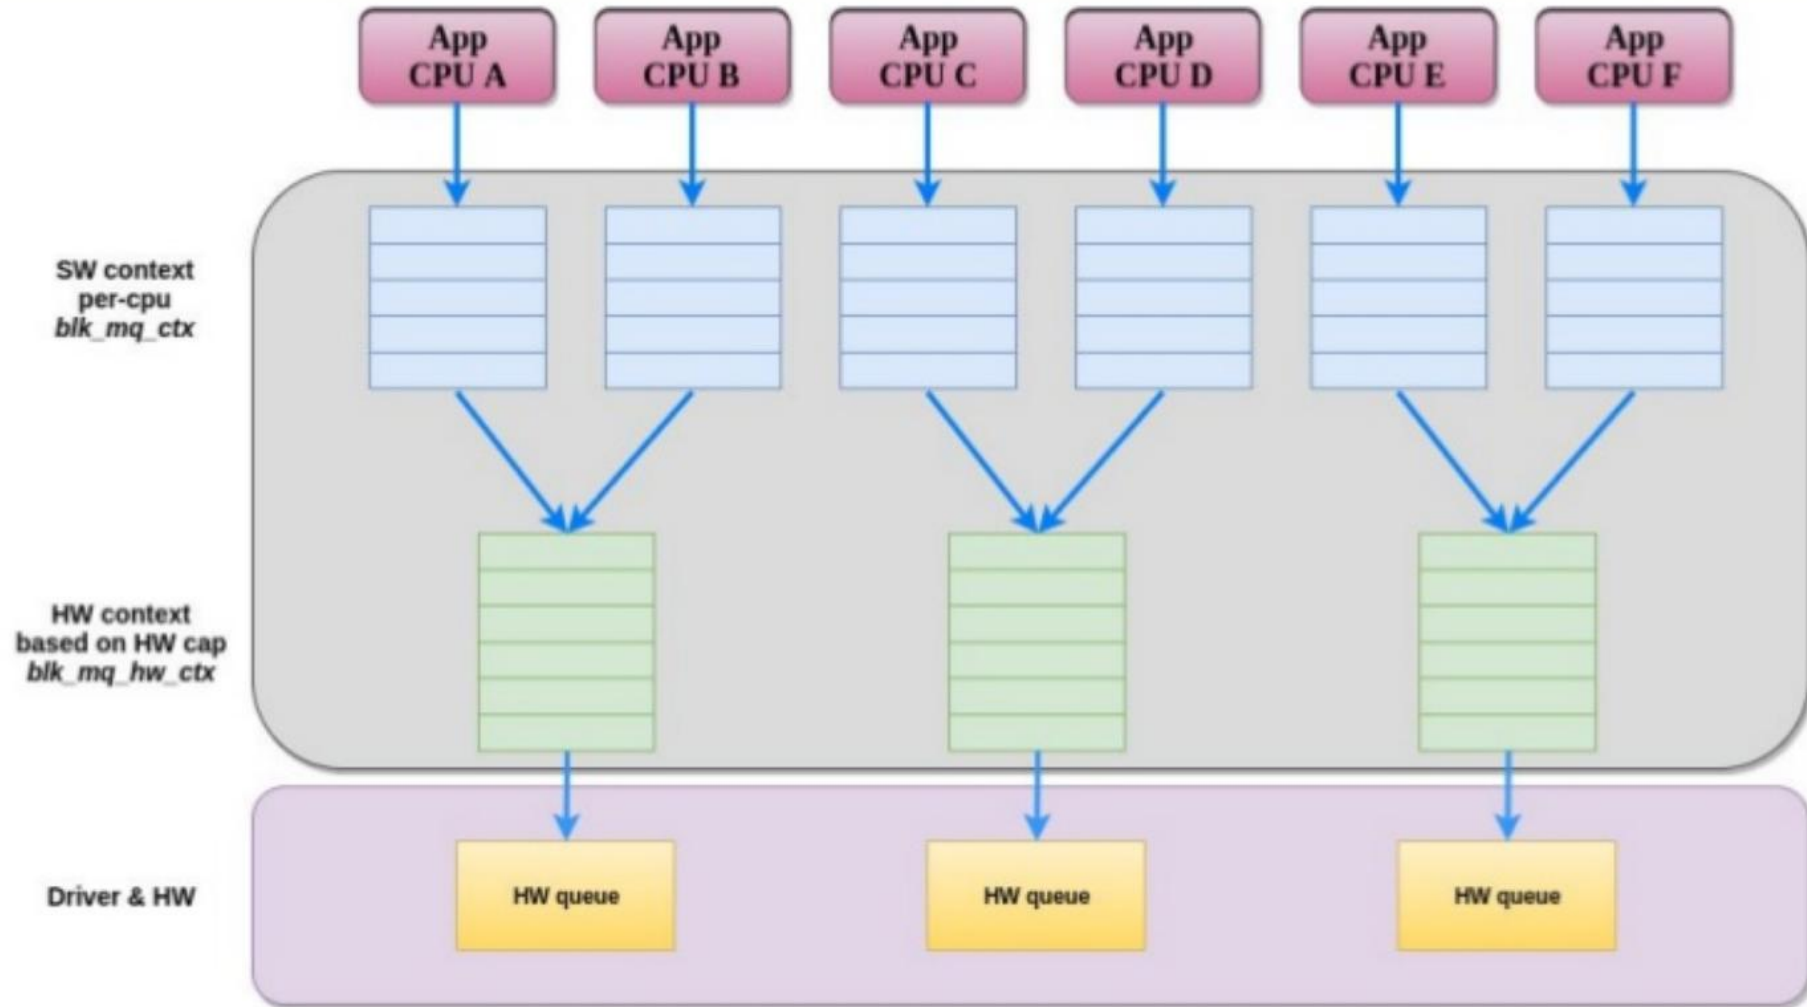 App
CPU A
App
CPU B
App
CPU C
App
CPU D
App
CPU E
App
CPU F
SW context
per-cpu
blk_mq_ctx
HW context
based on HW cap
blk_mq_hw_ctx
Driver & HW
HW queue
HW queue
HW queue